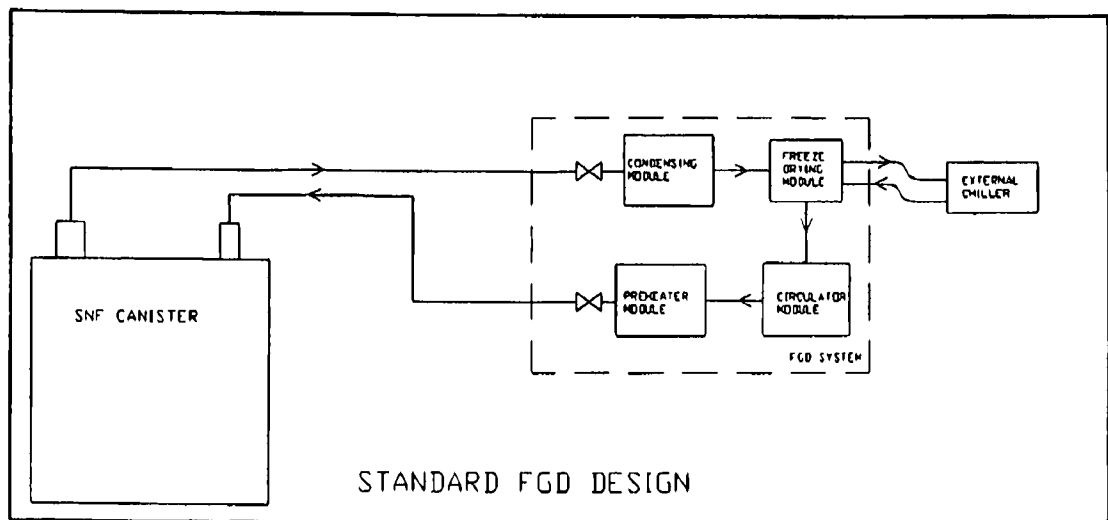 CONDENSING
MODULE
FREEZE
DRYING
MODULE
EXTERNAL
CHILLER
SNF CANISTER
PREHEATER
MODULE
CIRCULATOR
MODULE
FGD SYSTEM
STANDARD FGD DESIGN